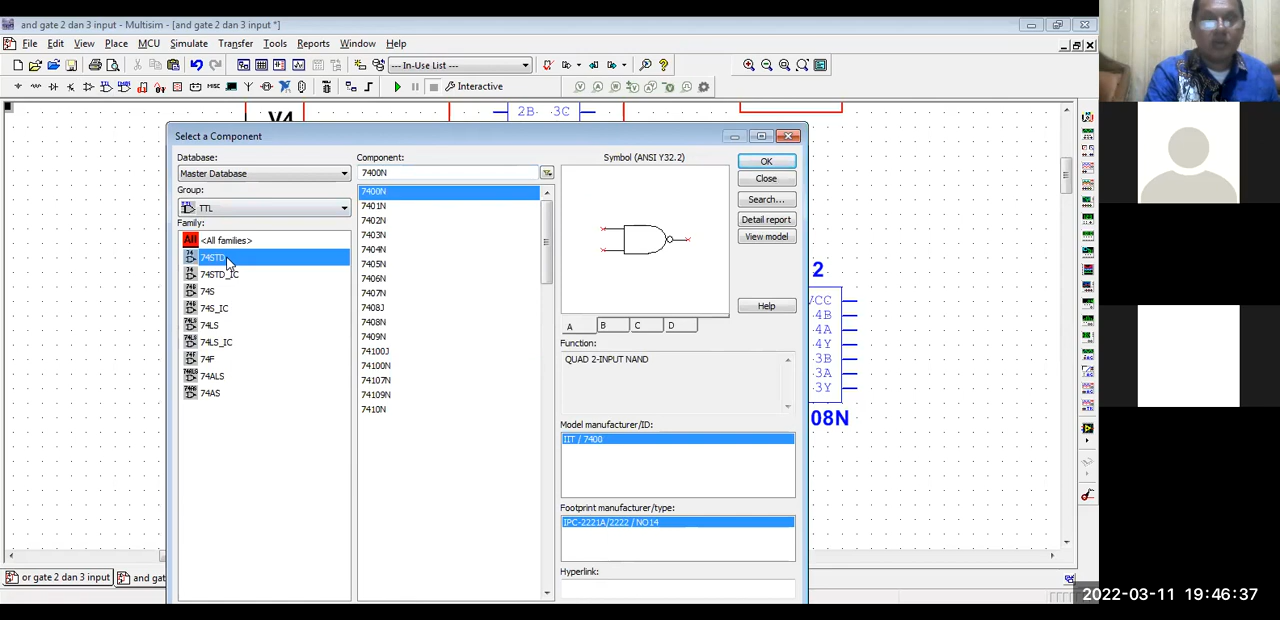 and gate 2 dan 3 input - Multisim - [and gate 2 dan 3 input *]
File Edit View Place MCU Simulate Transfer Tools Reports Window Help
--- In-Use List ---
MISC Interactive
V4
2B 3C
Select a Component
Database:
Master Database
Group:
TTL
Family:
All <All families>
74STD
74STD_IC
74S
74S_IC
74LS
74LS_IC
74F
74ALS
74AS
Component:
7400N
7400N
7401N
7402N
7403N
7404N
7405N
7406N
7407N
7408J
7408N
7409N
74100J
74100N
74107N
74109N
7410N
Symbol (ANSI Y32.2)
A B C D
Function:
QUAD 2-INPUT NAND
Model manufacturer/ID:
IIT / 7400
Footprint manufacturer/type:
IPC-2221A/2222 / NO14
Hyperlink:
OK
Close
Search...
Detail report
View model
Help
2
VCC
4B
4A
4Y
3B
3A
3Y
08N
or gate 2 dan 3 input and gat
2022-03-11 19:46:37